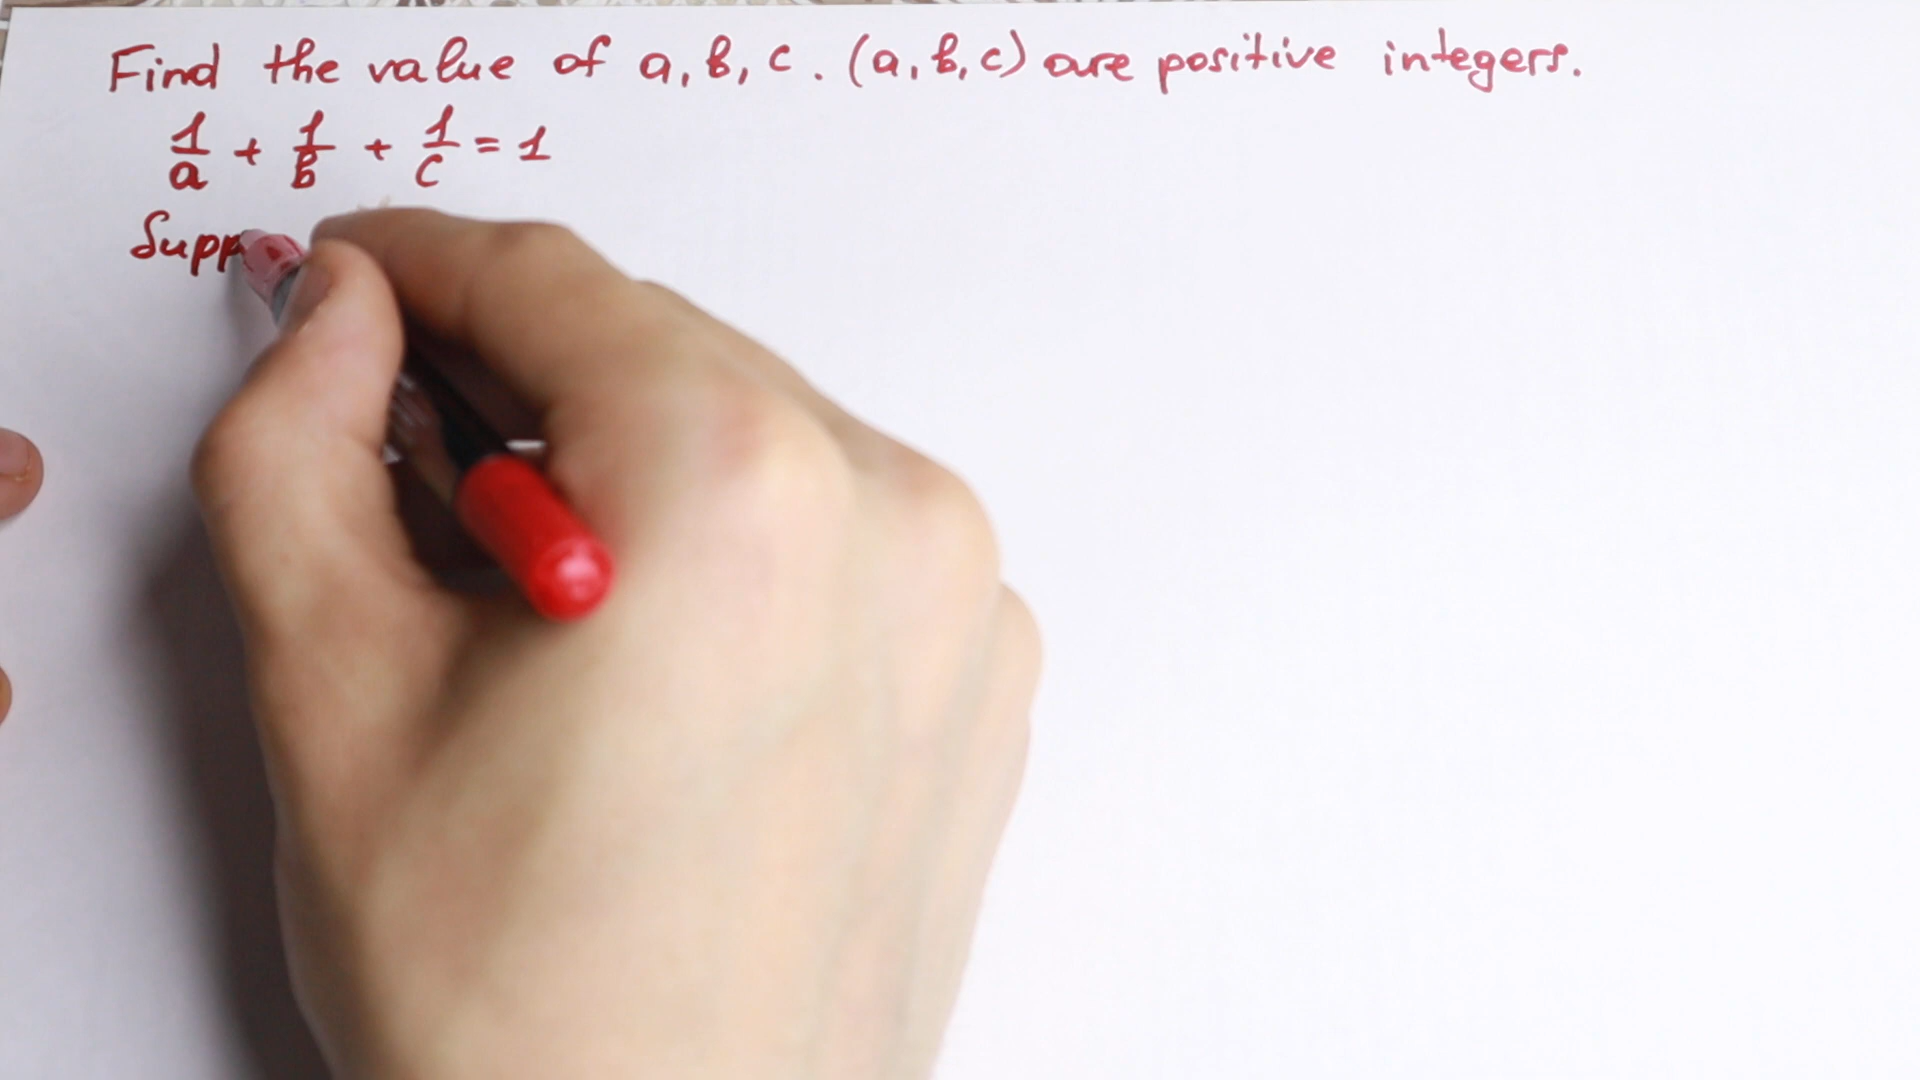 Find the value of a, b, c. (a, b, c) are positive integers.
1/a + 1/b + 1/c = 1
Supp